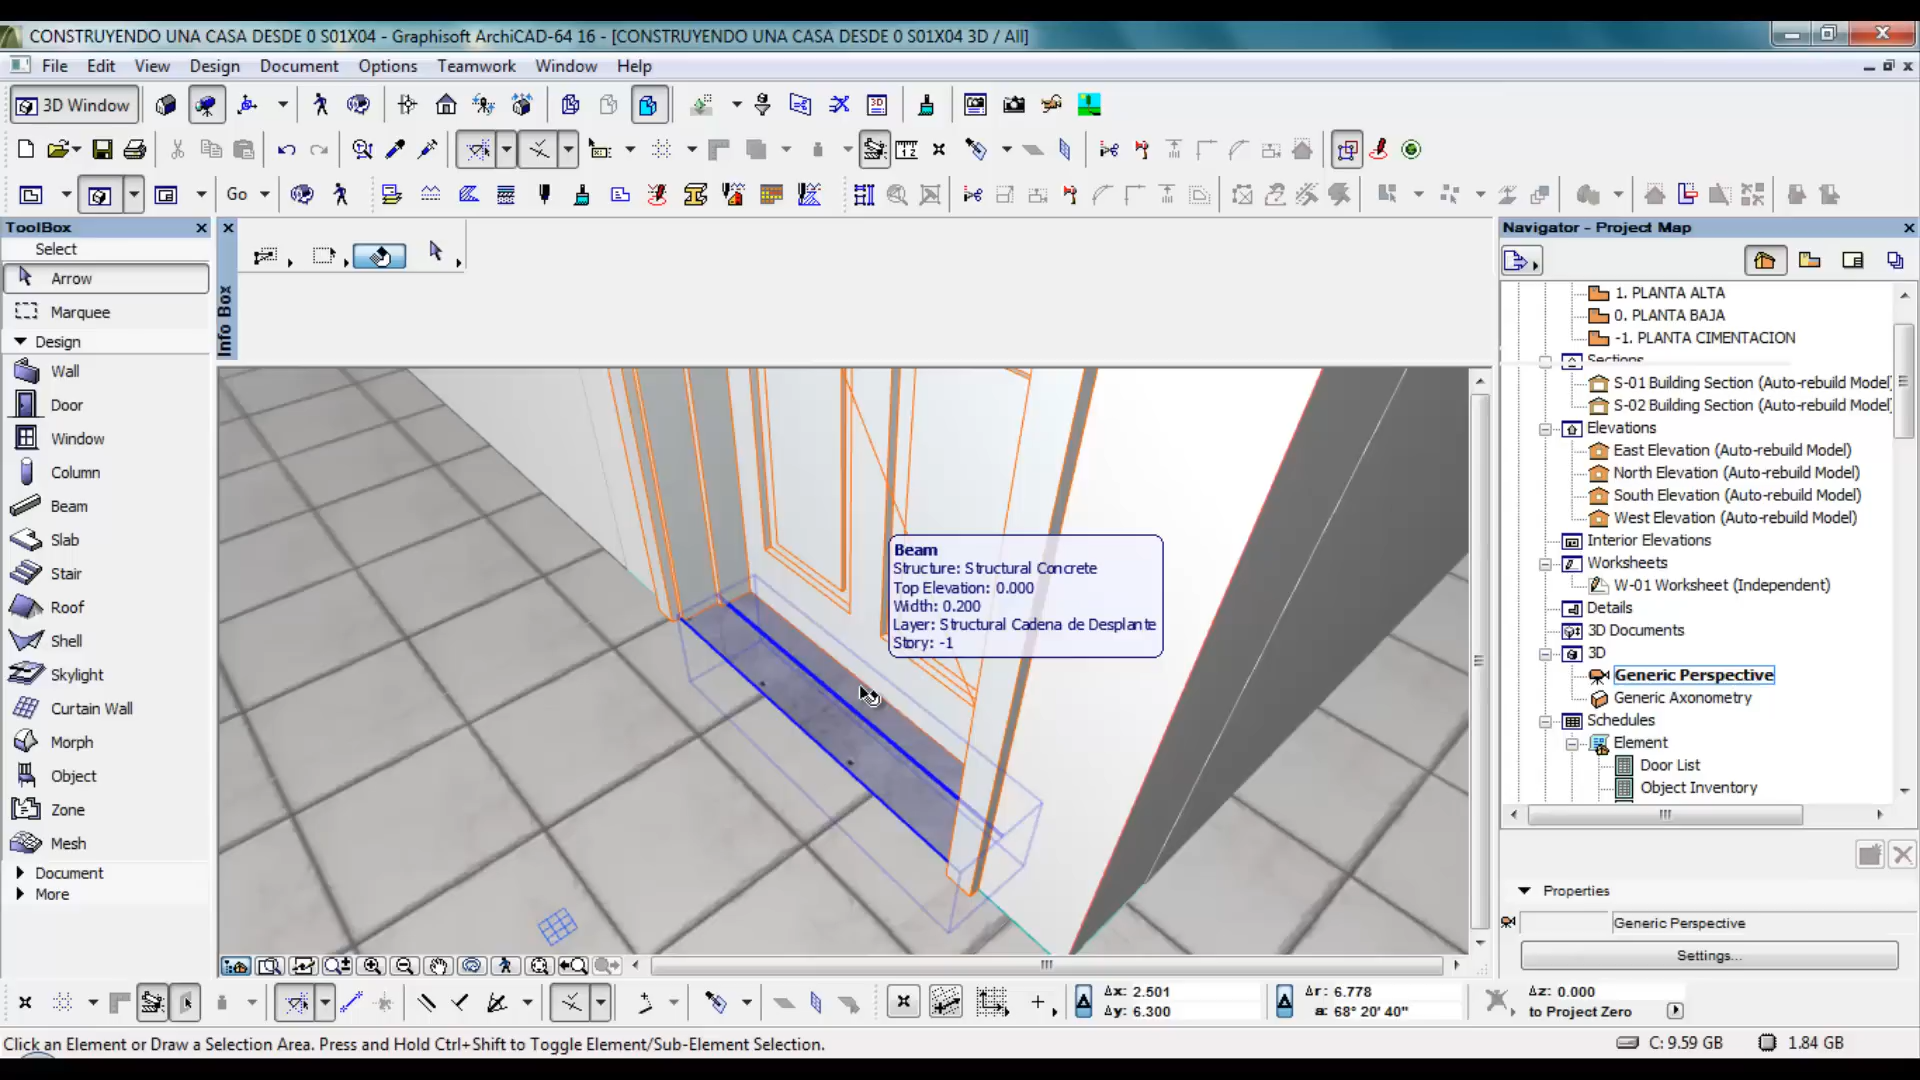 CONSTRUYENDO UNA CASA DESDE 0 S01X04 - Graphisoft ArchiCAD-64 16 - [CONSTRUYENDO UNA CASA DESDE 0 S01X04 3D / All]
File Edit View Design Document Options Teamwork Window Help
3D Window
Go
ToolBox
Select
Arrow
Marquee
Design
Wall
Door
Window
Column
Beam
Slab
Stair
Roof
Shell
Skylight
Curtain Wall
Morph
Object
Zone
Mesh
Document
More
Info Box
Beam
Structure: Structural Concrete
Top Elevation: 0.000
Width: 0.200
Layer: Structural Cadena de Desplante
Story: -1
Navigator - Project Map
1. PLANTA ALTA
0. PLANTA BAJA
-1. PLANTA CIMENTACION
Sections
S-01 Building Section (Auto-rebuild Model
S-02 Building Section (Auto-rebuild Model
Elevations
East Elevation (Auto-rebuild Model)
North Elevation (Auto-rebuild Model)
South Elevation (Auto-rebuild Model)
West Elevation (Auto-rebuild Model)
Interior Elevations
Worksheets
W-01 Worksheet (Independent)
Details
3D Documents
3D
Generic Perspective
Generic Axonometry
Schedules
Element
Door List
Object Inventory
Properties
Generic Perspective
Settings...
Δx: 2.501
Δy: 6.300
Δr: 6.778
a: 68° 20' 40"
Δz: 0.000
to Project Zero
Click an Element or Draw a Selection Area. Press and Hold Ctrl+Shift to Toggle Element/Sub-Element Selection.
C: 9.59 GB
1.84 GB